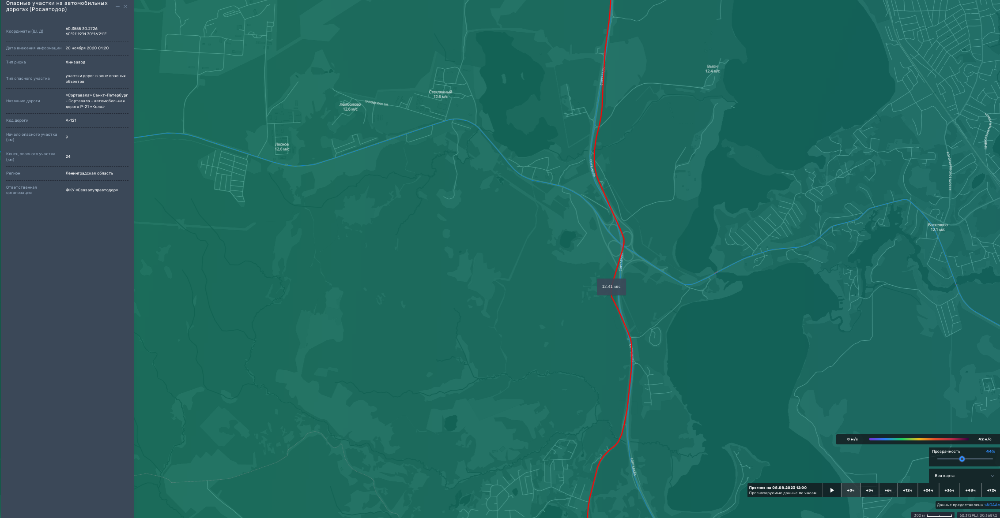 Опасные участки на автомобильных
дорогах (Росавтодор)
Координаты (Ш, Д)
60.3555 30.2726
60°21'19"N 30°16'21"E
Дата внесения информации
20 ноября 2020 01:20
Тип риска
Химзавод
Тип опасного участка
участки дорог в зоне опасных
объектов
Название дороги
«Сортавала» Санкт-Петербург
- Сортавала - автомобильная
дорога Р-21 «Кола»
Код дороги
А-121
Начало опасного участка
(км)
9
Конец опасного участка
(км)
24
Регион
Ленинградская область
Ответственная
организация
ФКУ «Севзапуправтодор»
Вьюн
12.4 м/с
СОРТАВАЛА
Стеклянный
12.6 м/с
Лемболово
12.6 м/с
ЗАВОДСКАЯ УЛ.
Лесное
12.6 м/с
СОРТАВАЛА
УЛИЦА
ПРИВОКЗАЛЬНАЯ
КОРОСАРОВСКОЕ ШОССЕ
Васкелово
12.1 м/с
СОРТАВАЛА
12.41 м/с
СОРТАВАЛА
0 м/с
42 м/с
Прозрачность
44%
Вся карта
Прогноз на 08.08.2023 12:00
Прогнозируемые данные по часам
+0ч
+3ч
+6ч
+12ч
+24ч
+36ч
+48ч
+72ч
Данные предоставлены «NOAA»
300 м
60.3729Ш, 30.3687Д